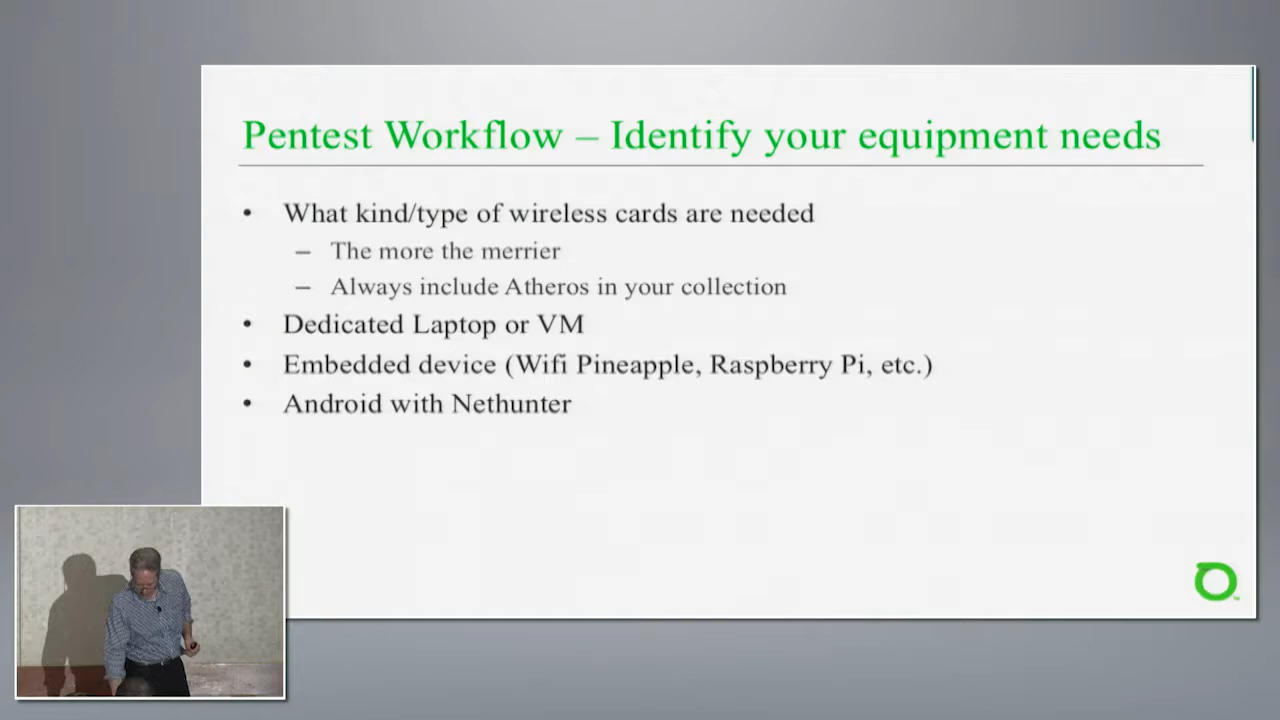 Pentest Workflow – Identify your equipment needs
• What kind/type of wireless cards are needed
– The more the merrier
– Always include Atheros in your collection
• Dedicated Laptop or VM
• Embedded device (Wifi Pineapple, Raspberry Pi, etc.)
• Android with Nethunter